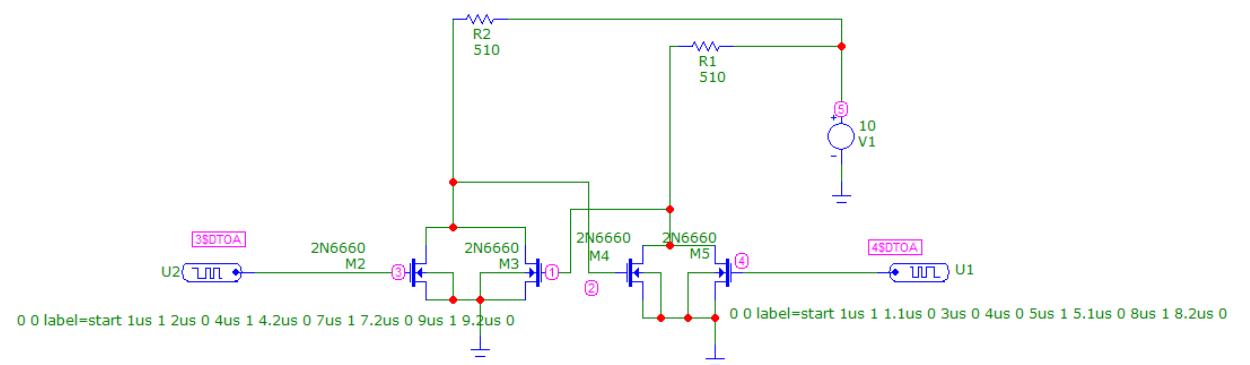 R2
510
R1
510
5
+
10
V1
-
3$DTOA
2N6660
M2
2N6660
M3
2N6660
M4
2N6660
M5
4$DTOA
U2
3
1
2
4
U1
0 0 label=start 1us 1 2us 0 4us 1 4.2us 0 7us 1 7.2us 0 9us 1 9.2us 0
0 0 label=start 1us 1 1.1us 0 3us 0 4us 0 5us 1 5.1us 0 8us 1 8.2us 0